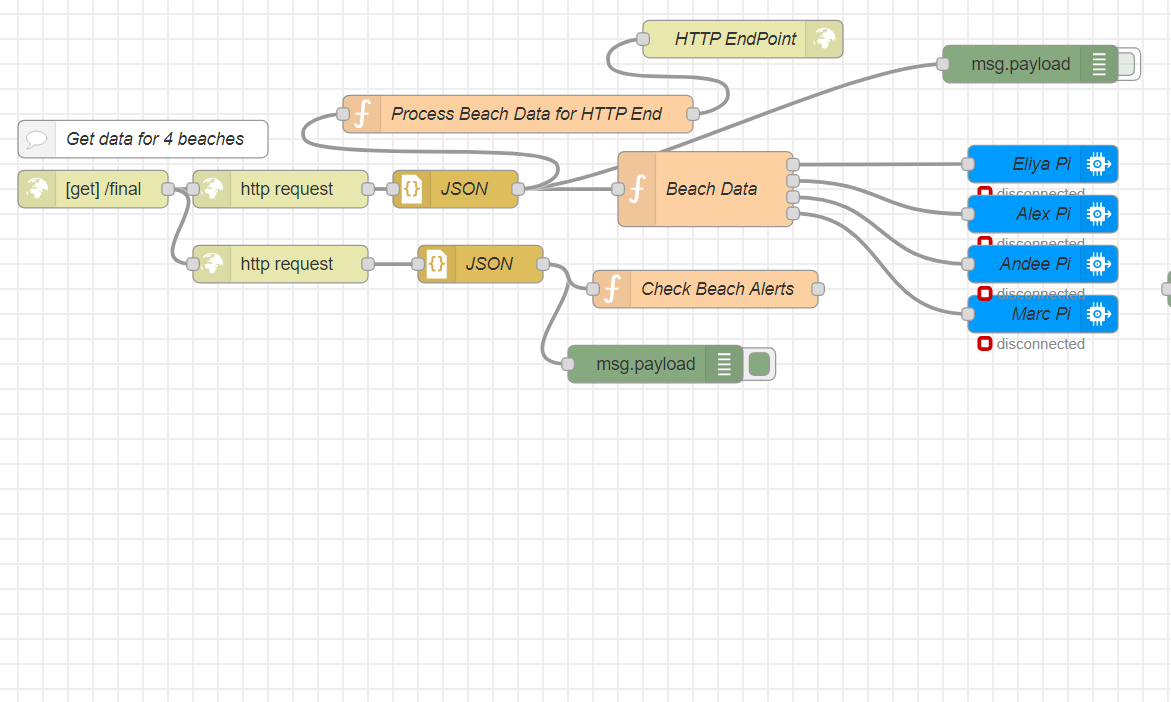 HTTP EndPoint
msg.payload
Process Beach Data for HTTP End
Get data for 4 beaches
[get] /final
http request
JSON
Beach Data
Eliya Pi
disconnected
Alex Pi
disconnected
http request
JSON
Andee Pi
disconnected
Check Beach Alerts
Marc Pi
disconnected
msg.payload